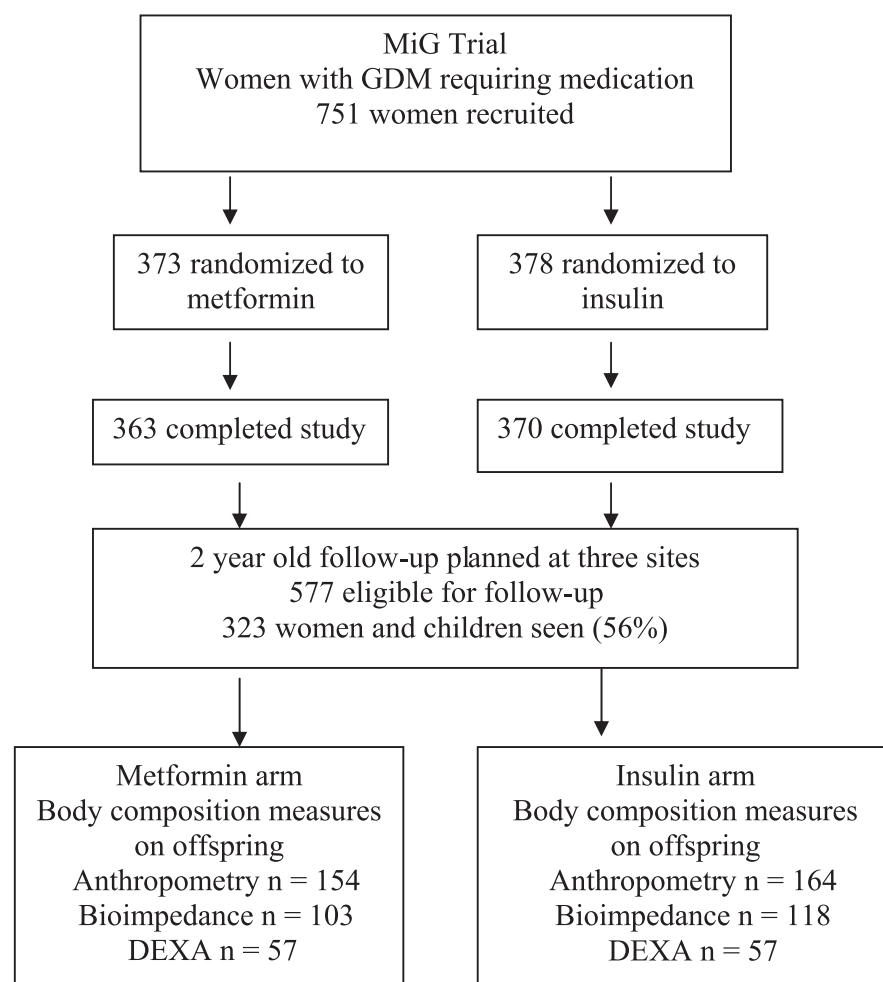 MiG Trial
Women with GDM requiring medication
751 women recruited
373 randomized to
metformin
378 randomized to
insulin
363 completed study
370 completed study
2 year old follow-up planned at three sites
577 eligible for follow-up
323 women and children seen (56%)
Metformin arm
Body composition measures
on offspring
Anthropometry n = 154
Bioimpedance n = 103
DEXA n = 57
Insulin arm
Body composition measures
on offspring
Anthropometry n = 164
Bioimpedance n = 118
DEXA n = 57